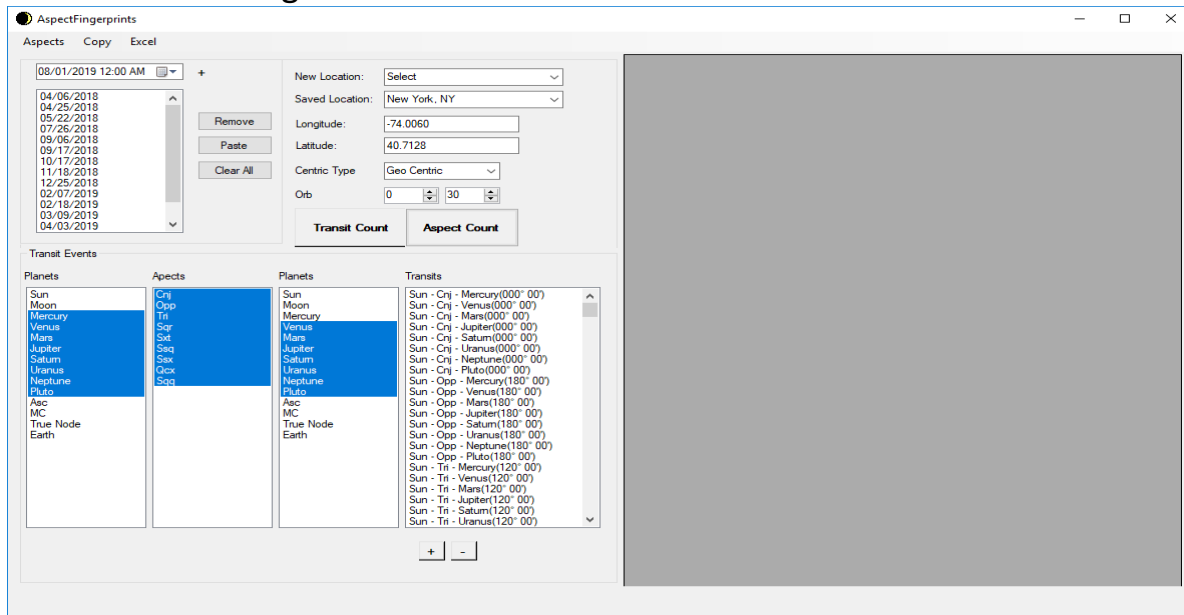 AspectFingerprints
Aspects Copy Excel
08/01/2019 12:00 AM +
04/06/2018
04/25/2018
05/22/2018
07/26/2018
09/06/2018
09/17/2018
10/17/2018
11/18/2018
12/25/2018
02/07/2019
02/18/2019
03/09/2019
04/03/2019
Remove
Paste
Clear All
New Location: Select
Saved Location: New York, NY
Longitude: -74.0060
Latitude: 40.7128
Centric Type Geo Centric
Orb 0 30
Transit Count Aspect Count
Transit Events
Planets
Sun
Moon
Mercury
Venus
Mars
Jupiter
Saturn
Uranus
Neptune
Pluto
Asc
MC
True Node
Earth
Apects
Cnj
Opp
Tri
Sqr
Sxt
Ssq
Ssx
Qcx
Sqq
Planets
Sun
Moon
Mercury
Venus
Mars
Jupiter
Saturn
Uranus
Neptune
Pluto
Asc
MC
True Node
Earth
Transits
Sun - Cnj - Mercury(000° 00')
Sun - Cnj - Venus(000° 00')
Sun - Cnj - Mars(000° 00')
Sun - Cnj - Jupiter(000° 00')
Sun - Cnj - Saturn(000° 00')
Sun - Cnj - Uranus(000° 00')
Sun - Cnj - Neptune(000° 00')
Sun - Cnj - Pluto(000° 00')
Sun - Opp - Mercury(180° 00')
Sun - Opp - Venus(180° 00')
Sun - Opp - Mars(180° 00')
Sun - Opp - Jupiter(180° 00')
Sun - Opp - Saturn(180° 00')
Sun - Opp - Uranus(180° 00')
Sun - Opp - Neptune(180° 00')
Sun - Opp - Pluto(180° 00')
Sun - Tri - Mercury(120° 00')
Sun - Tri - Venus(120° 00')
Sun - Tri - Mars(120° 00')
Sun - Tri - Jupiter(120° 00')
Sun - Tri - Saturn(120° 00')
Sun - Tri - Uranus(120° 00')
+ -